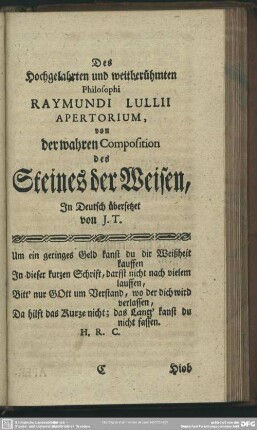 Des
Hochgelahrten und weitberühmten
Philosophi
RAYMUNDI LULLII
APERTORIUM,
von
der wahren Composition
des
Steines der Weisen,
In Deutsch übersetzet
von J. T.
Um ein geringes Geld kanst du dir Weißheit
kauffen
In dieser kurtzen Schrift, darfst nicht nach vielem
lauffen,
Bitt' nur GOtt um Verstand, wo der dich wird
verlassen,
Da hilft das Kurze nicht; das Lang' kanst du
nicht fassen.
H. R. C.
C Hiob